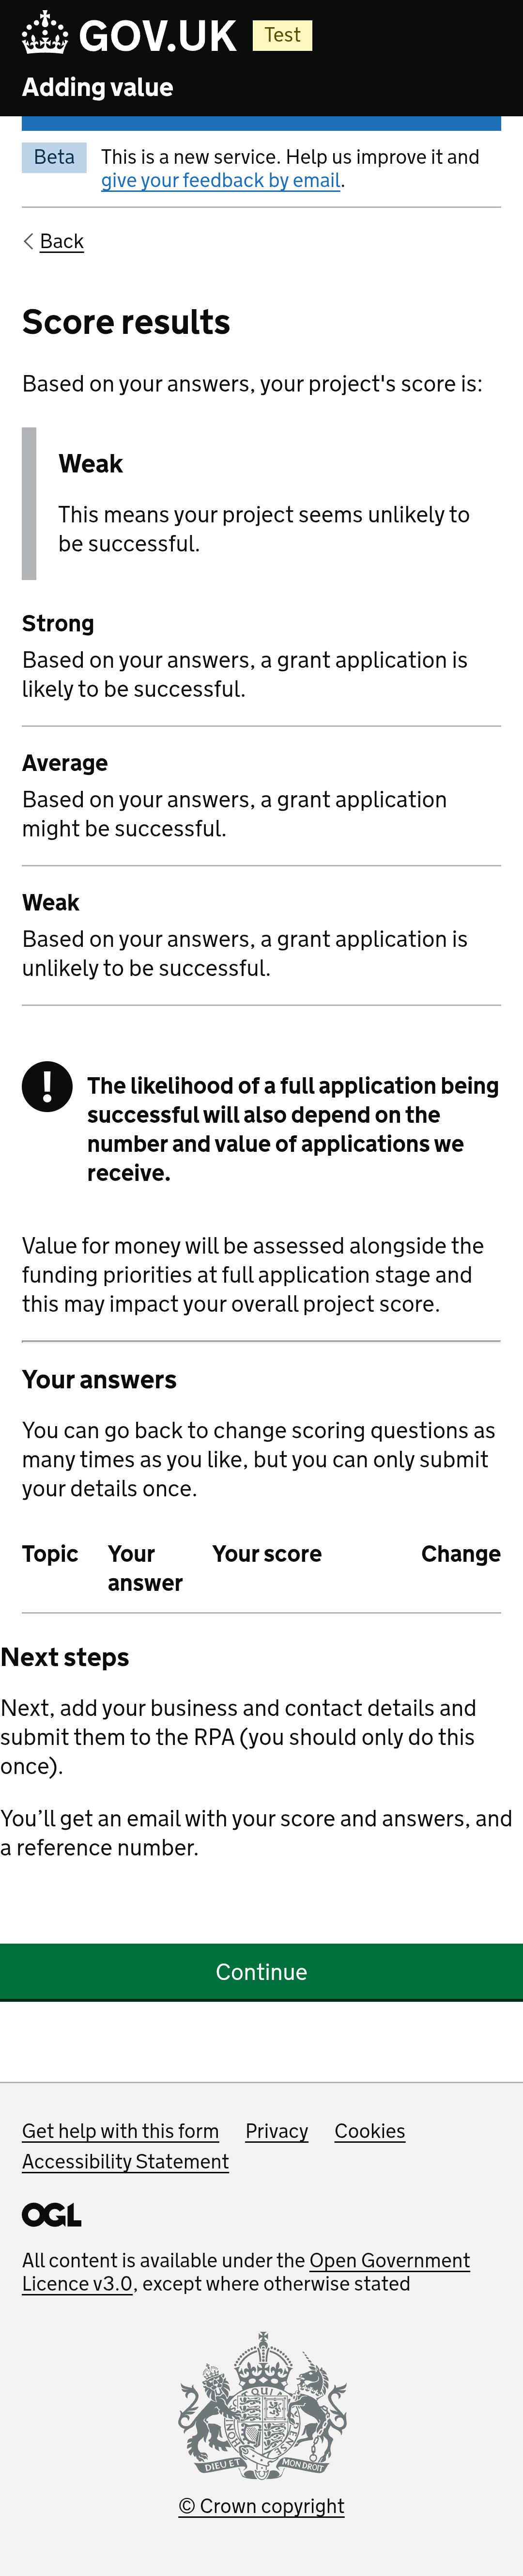 GOV.UK Test
Adding value
Beta
This is a new service. Help us improve it and
give your feedback by email.
Back
Score results
Based on your answers, your project's score is:
Weak
This means your project seems unlikely to
be successful.
Strong
Based on your answers, a grant application is
likely to be successful.
Average
Based on your answers, a grant application
might be successful.
Weak
Based on your answers, a grant application is
unlikely to be successful.
!
The likelihood of a full application being
successful will also depend on the
number and value of applications we
receive.
Value for money will be assessed alongside the
funding priorities at full application stage and
this may impact your overall project score.
Your answers
You can go back to change scoring questions as
many times as you like, but you can only submit
your details once.
Topic Your Your score Change
answer
Next steps
Next, add your business and contact details and
submit them to the RPA (you should only do this
once).
You’ll get an email with your score and answers, and
a reference number.
Continue
Get help with this form Privacy Cookies
Accessibility Statement
OGL
All content is available under the Open Government
Licence v3.0, except where otherwise stated
DIEU ET MON DROIT
© Crown copyright